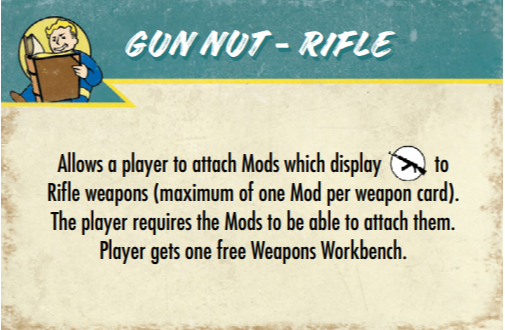 GUN NUT - RIFLE
Allows a player to attach Mods which display to
Rifle weapons (maximum of one Mod per weapon card).
The player requires the Mods to be able to attach them.
Player gets one free Weapons Workbench.